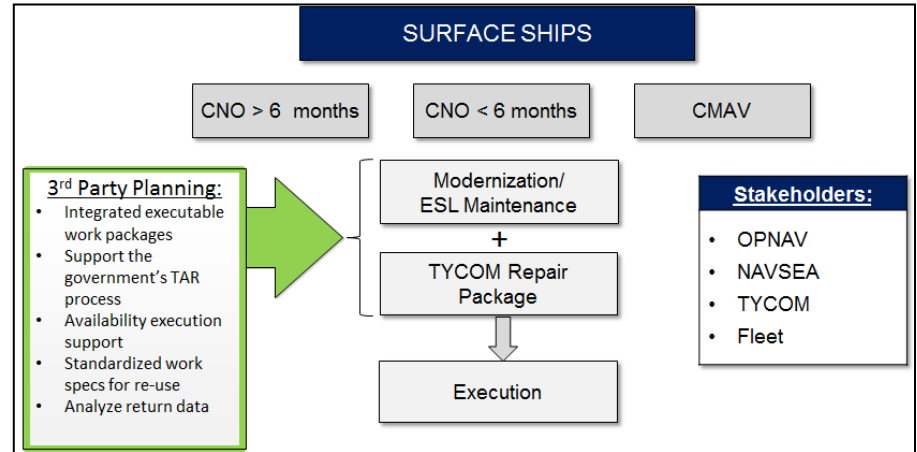 SURFACE SHIPS
CNO > 6 months
CNO < 6 months
CMAV
3rd Party Planning:
• Integrated executable
work packages
• Support the
government's TAR
process
• Availability execution
support
• Standardized work
specs for re-use
• Analyze return data
Modernization/
ESL Maintenance
+
TYCOM Repair
Package
Execution
Stakeholders:
• OPNAV
• NAVSEA
• TYCOM
• Fleet